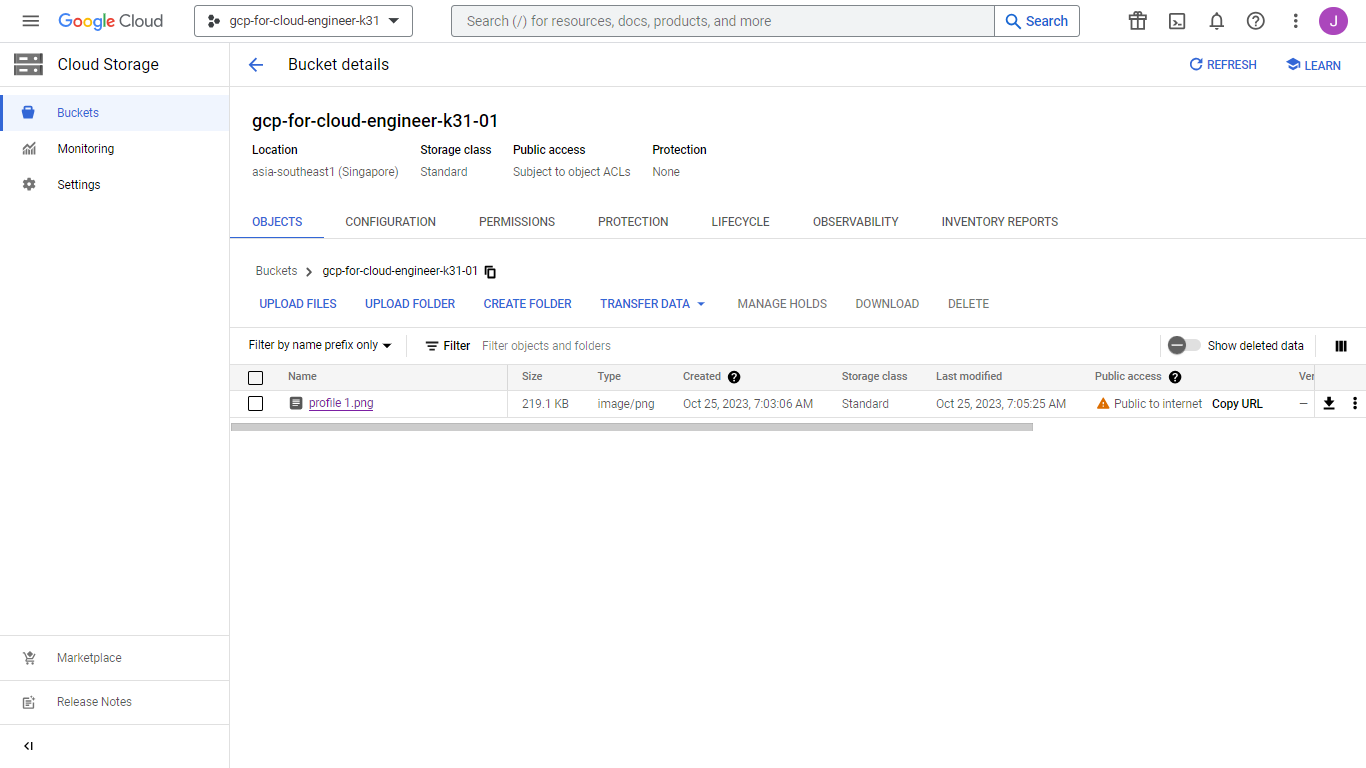 Google Cloud
gcp-for-cloud-engineer-k31
Search (/) for resources, docs, products, and more
Search
J
Cloud Storage
Bucket details
REFRESH
LEARN
Buckets
Monitoring
Settings
gcp-for-cloud-engineer-k31-01
Location Storage class Public access Protection
asia-southeast1 (Singapore) Standard Subject to object ACLs None
OBJECTS CONFIGURATION PERMISSIONS PROTECTION LIFECYCLE OBSERVABILITY INVENTORY REPORTS
Buckets gcp-for-cloud-engineer-k31-01
UPLOAD FILES UPLOAD FOLDER CREATE FOLDER TRANSFER DATA MANAGE HOLDS DOWNLOAD DELETE
Filter by name prefix only Filter Filter objects and folders Show deleted data
Name Size Type Created Storage class Last modified Public access Ver
profile 1.png 219.1 KB image/png Oct 25, 2023, 7:03:06 AM Standard Oct 25, 2023, 7:05:25 AM Public to internet Copy URL —
Marketplace
Release Notes